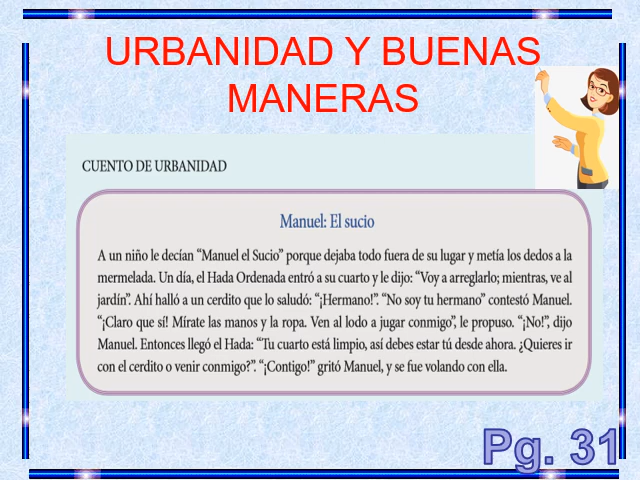 URBANIDAD Y BUENAS
MANERAS
CUENTO DE URBANIDAD
Manuel: El sucio
A un niño le decían “Manuel el Sucio” porque dejaba todo fuera de su lugar y metía los dedos a la
mermelada. Un día, el Hada Ordenada entró a su cuarto y le dijo: “Voy a arreglarlo; mientras, ve al
jardín”. Ahí halló a un cerdito que lo saludó: “¡Hermano!”. “No soy tu hermano” contestó Manuel.
“¡Claro que sí! Mírate las manos y la ropa. Ven al lodo a jugar conmigo”, le propuso. “¡No!”, dijo
Manuel. Entonces llegó el Hada: “Tu cuarto está limpio, así debes estar tú desde ahora. ¿Quieres ir
con el cerdito o venir conmigo?”. “¡Contigo!” gritó Manuel, y se fue volando con ella.
Pg. 31